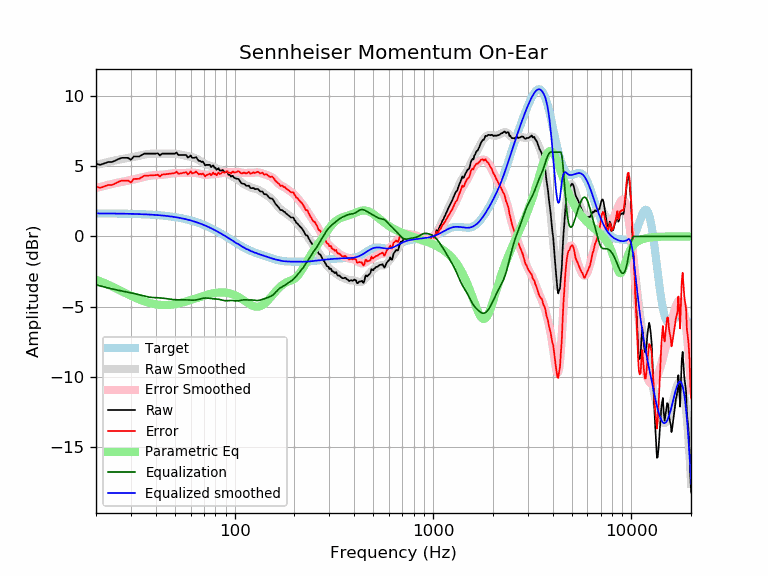 Sennheiser Momentum On-Ear
10
5
0
−5
−10
−15
Amplitude (dBr)
Target
Raw Smoothed
Error Smoothed
Raw
Error
Parametric Eq
Equalization
Equalized smoothed
100
1000
10000
Frequency (Hz)